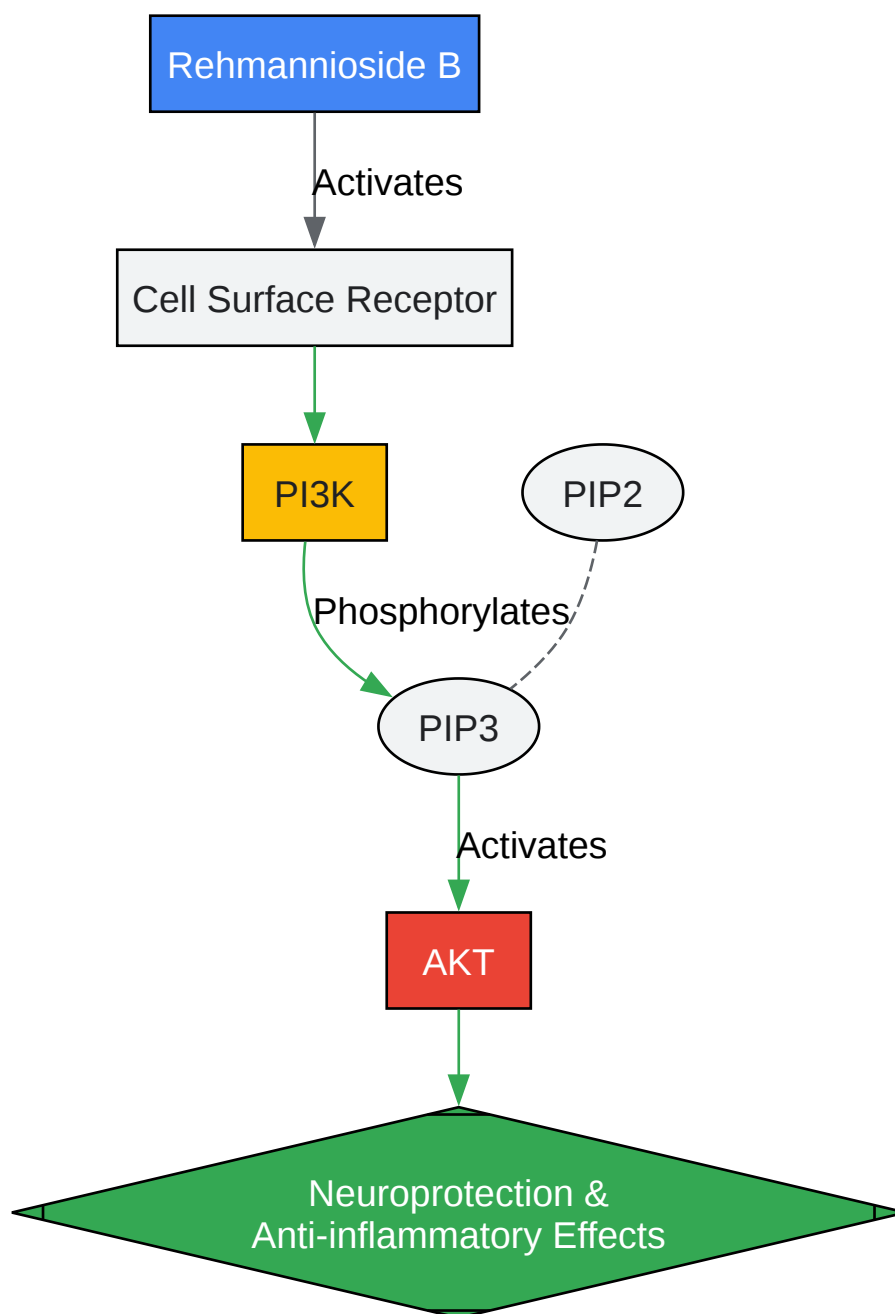 Rehmannioside B
Activates
Cell Surface Receptor
PI3K
PIP2
Phosphorylates
PIP3
Activates
AKT
Neuroprotection &
Anti-inflammatory Effects